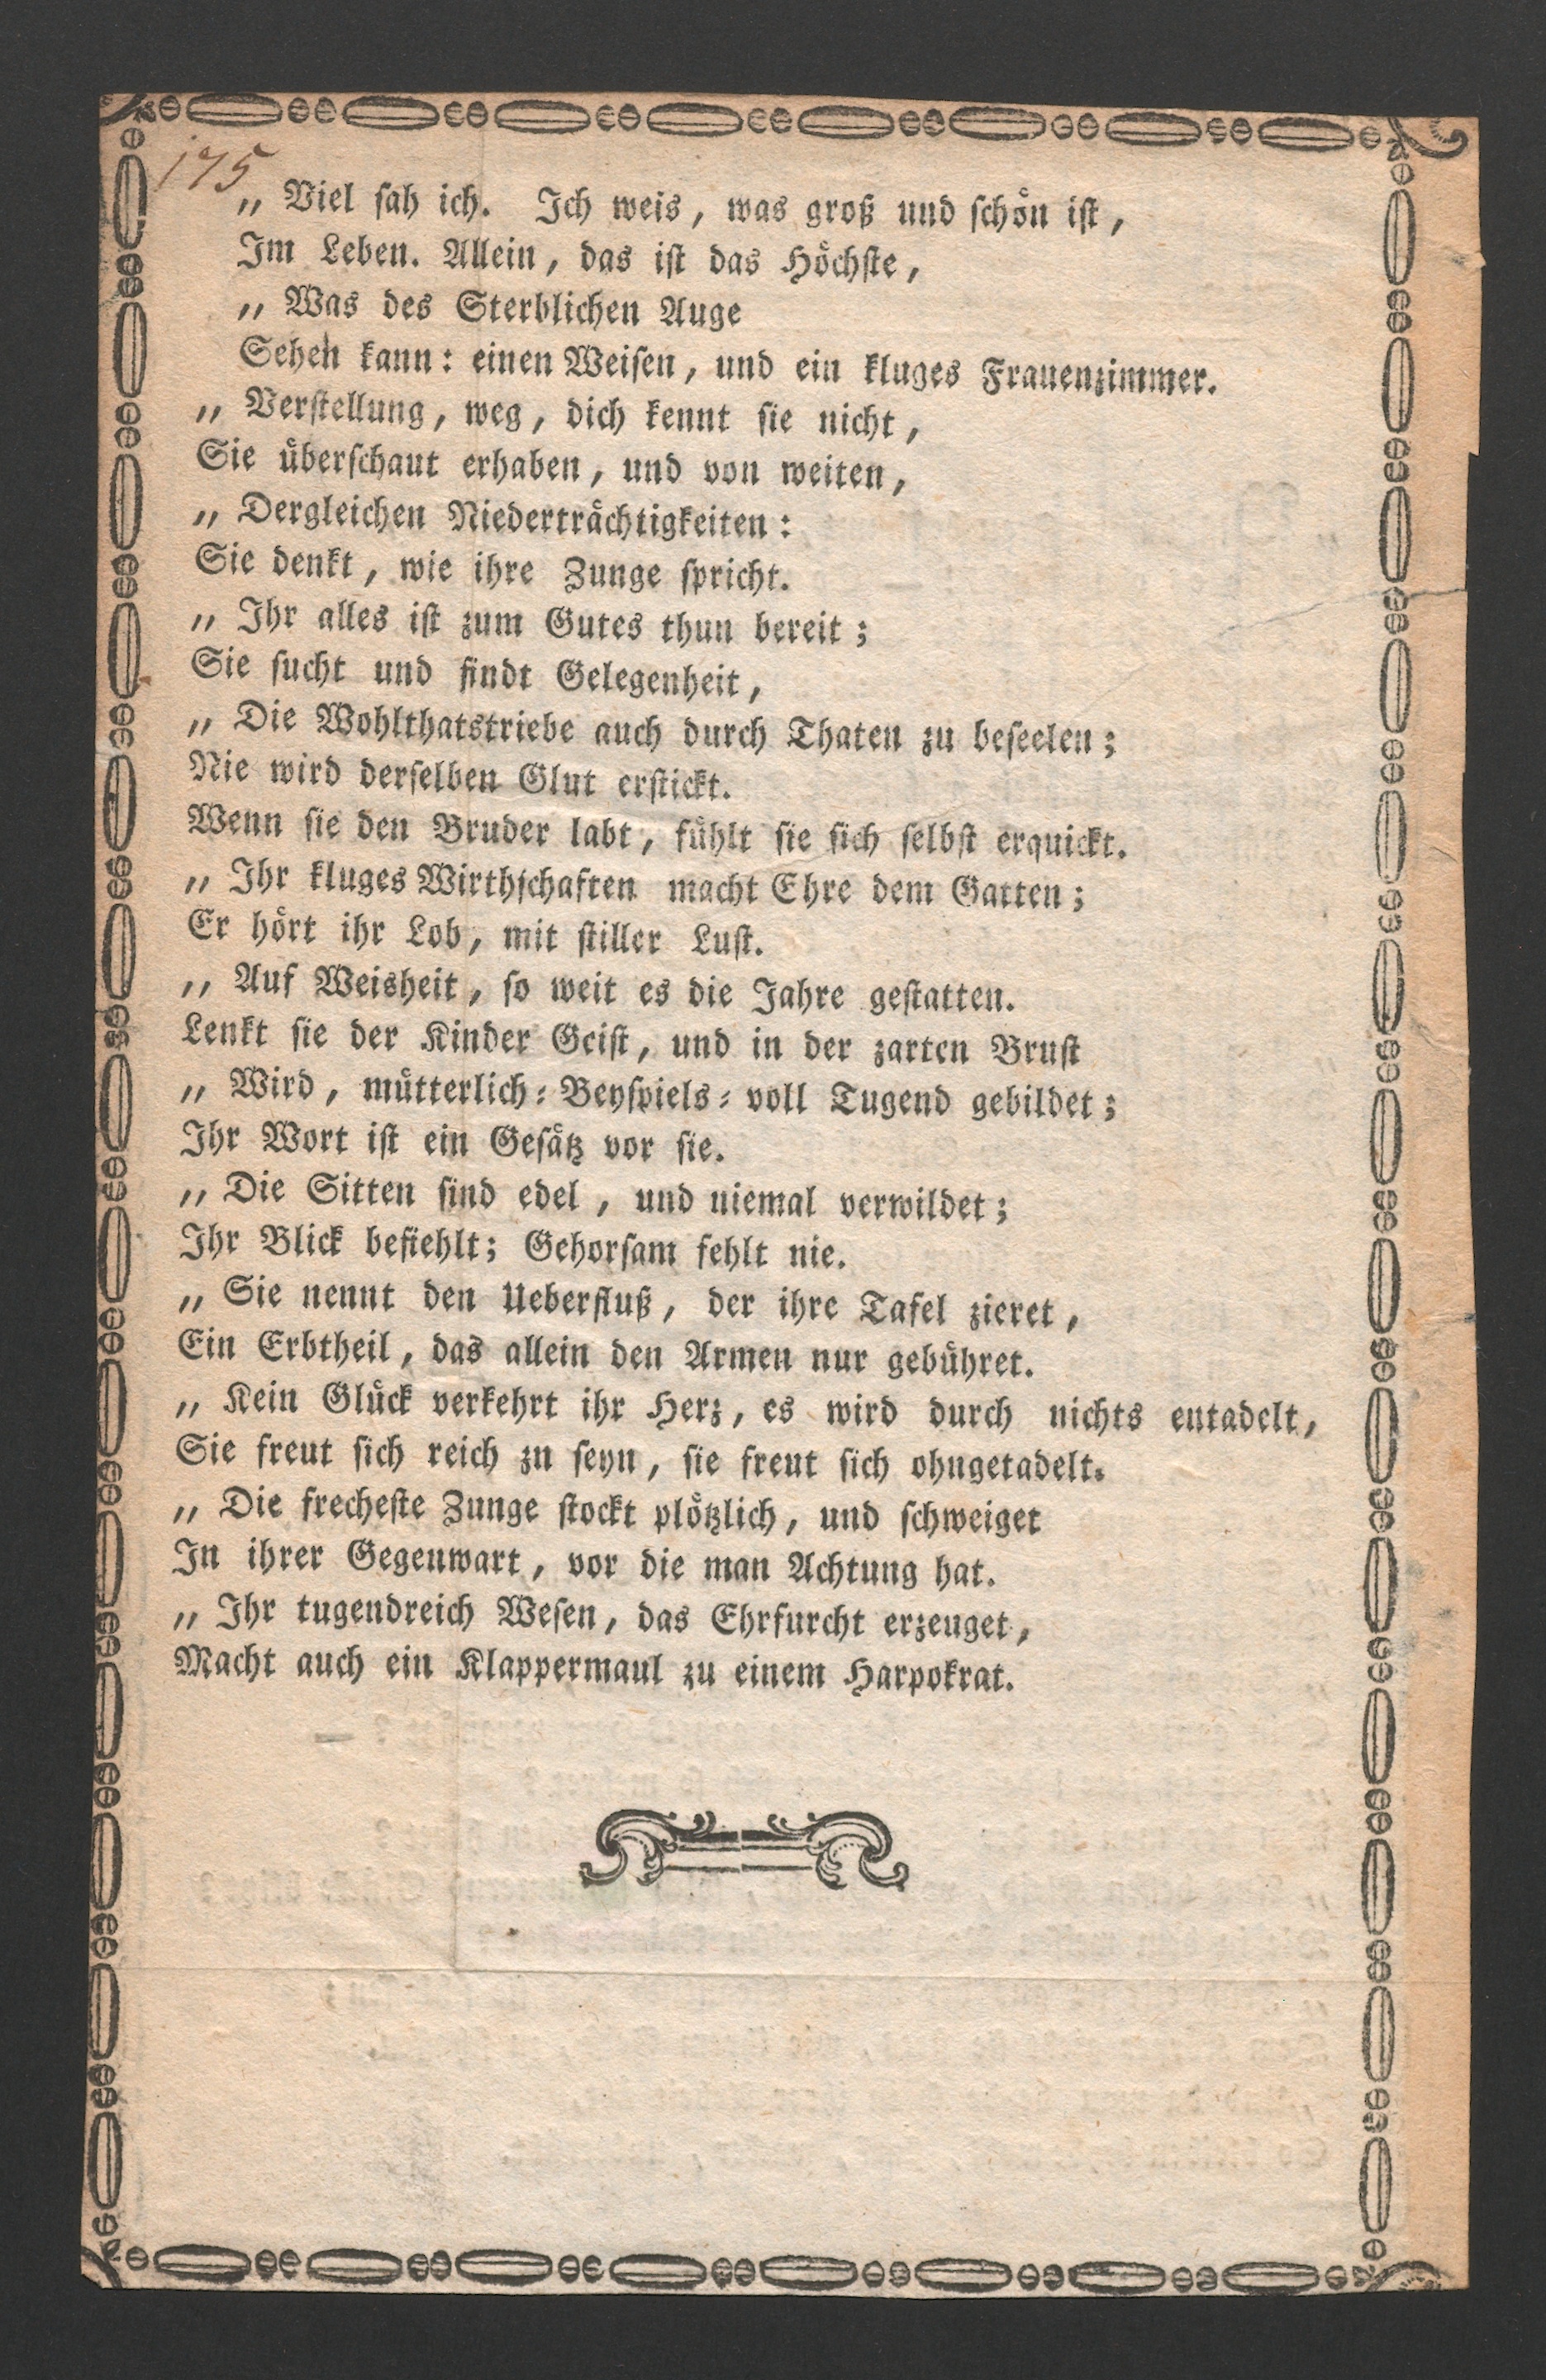 175
„ Viel ſah ich. Ich weis, was groß und ſchön iſt,
Im Leben. Allein, das iſt das Höchſte,
„ Was des Sterblichen Auge
Sehen kann: einen Weiſen, und ein kluges Frauenzimmer.
„ Verſtellung, weg, dich kennt ſie nicht,
Sie überſchaut erhaben, und von weiten,
„ Dergleichen Niederträchtigkeiten:
Sie denkt, wie ihre Zunge ſpricht.
„ Ihr alles iſt zum Gutes thun bereit;
Sie ſucht und findt Gelegenheit,
„ Die Wohlthatstriebe auch durch Thaten zu beſeelen;
Nie wird derſelben Glut erſtickt.
Wenn ſie den Bruder labt, fühlt ſie ſich ſelbſt erquickt.
„ Ihr kluges Wirthſchaften macht Ehre dem Gatten;
Er hört ihr Lob, mit ſtiller Luſt.
„ Auf Weisheit, ſo weit es die Jahre geſtatten.
Lenkt ſie der Kinder Geiſt, und in der zarten Bruſt
„ Wird, mütterlich⸗Beyſpiels⸗voll Tugend gebildet;
Ihr Wort iſt ein Geſätz vor ſie.
„ Die Sitten ſind edel, und niemal verwildet;
Ihr Blick befiehlt; Gehorſam fehlt nie.
„ Sie nennt den Ueberfluß, der ihre Tafel zieret,
Ein Erbtheil, das allein den Armen nur gebühret.
„ Kein Glück verkehrt ihr Herz, es wird durch nichts entadelt,
Sie freut ſich reich zu ſeyn, ſie freut ſich ohngetadelt.
„ Die frecheſte Zunge ſtockt plötzlich, und ſchweiget
In ihrer Gegenwart, vor die man Achtung hat.
„ Ihr tugendreich Weſen, das Ehrfurcht erzeuget,
Macht auch ein Klappermaul zu einem Harpokrat.